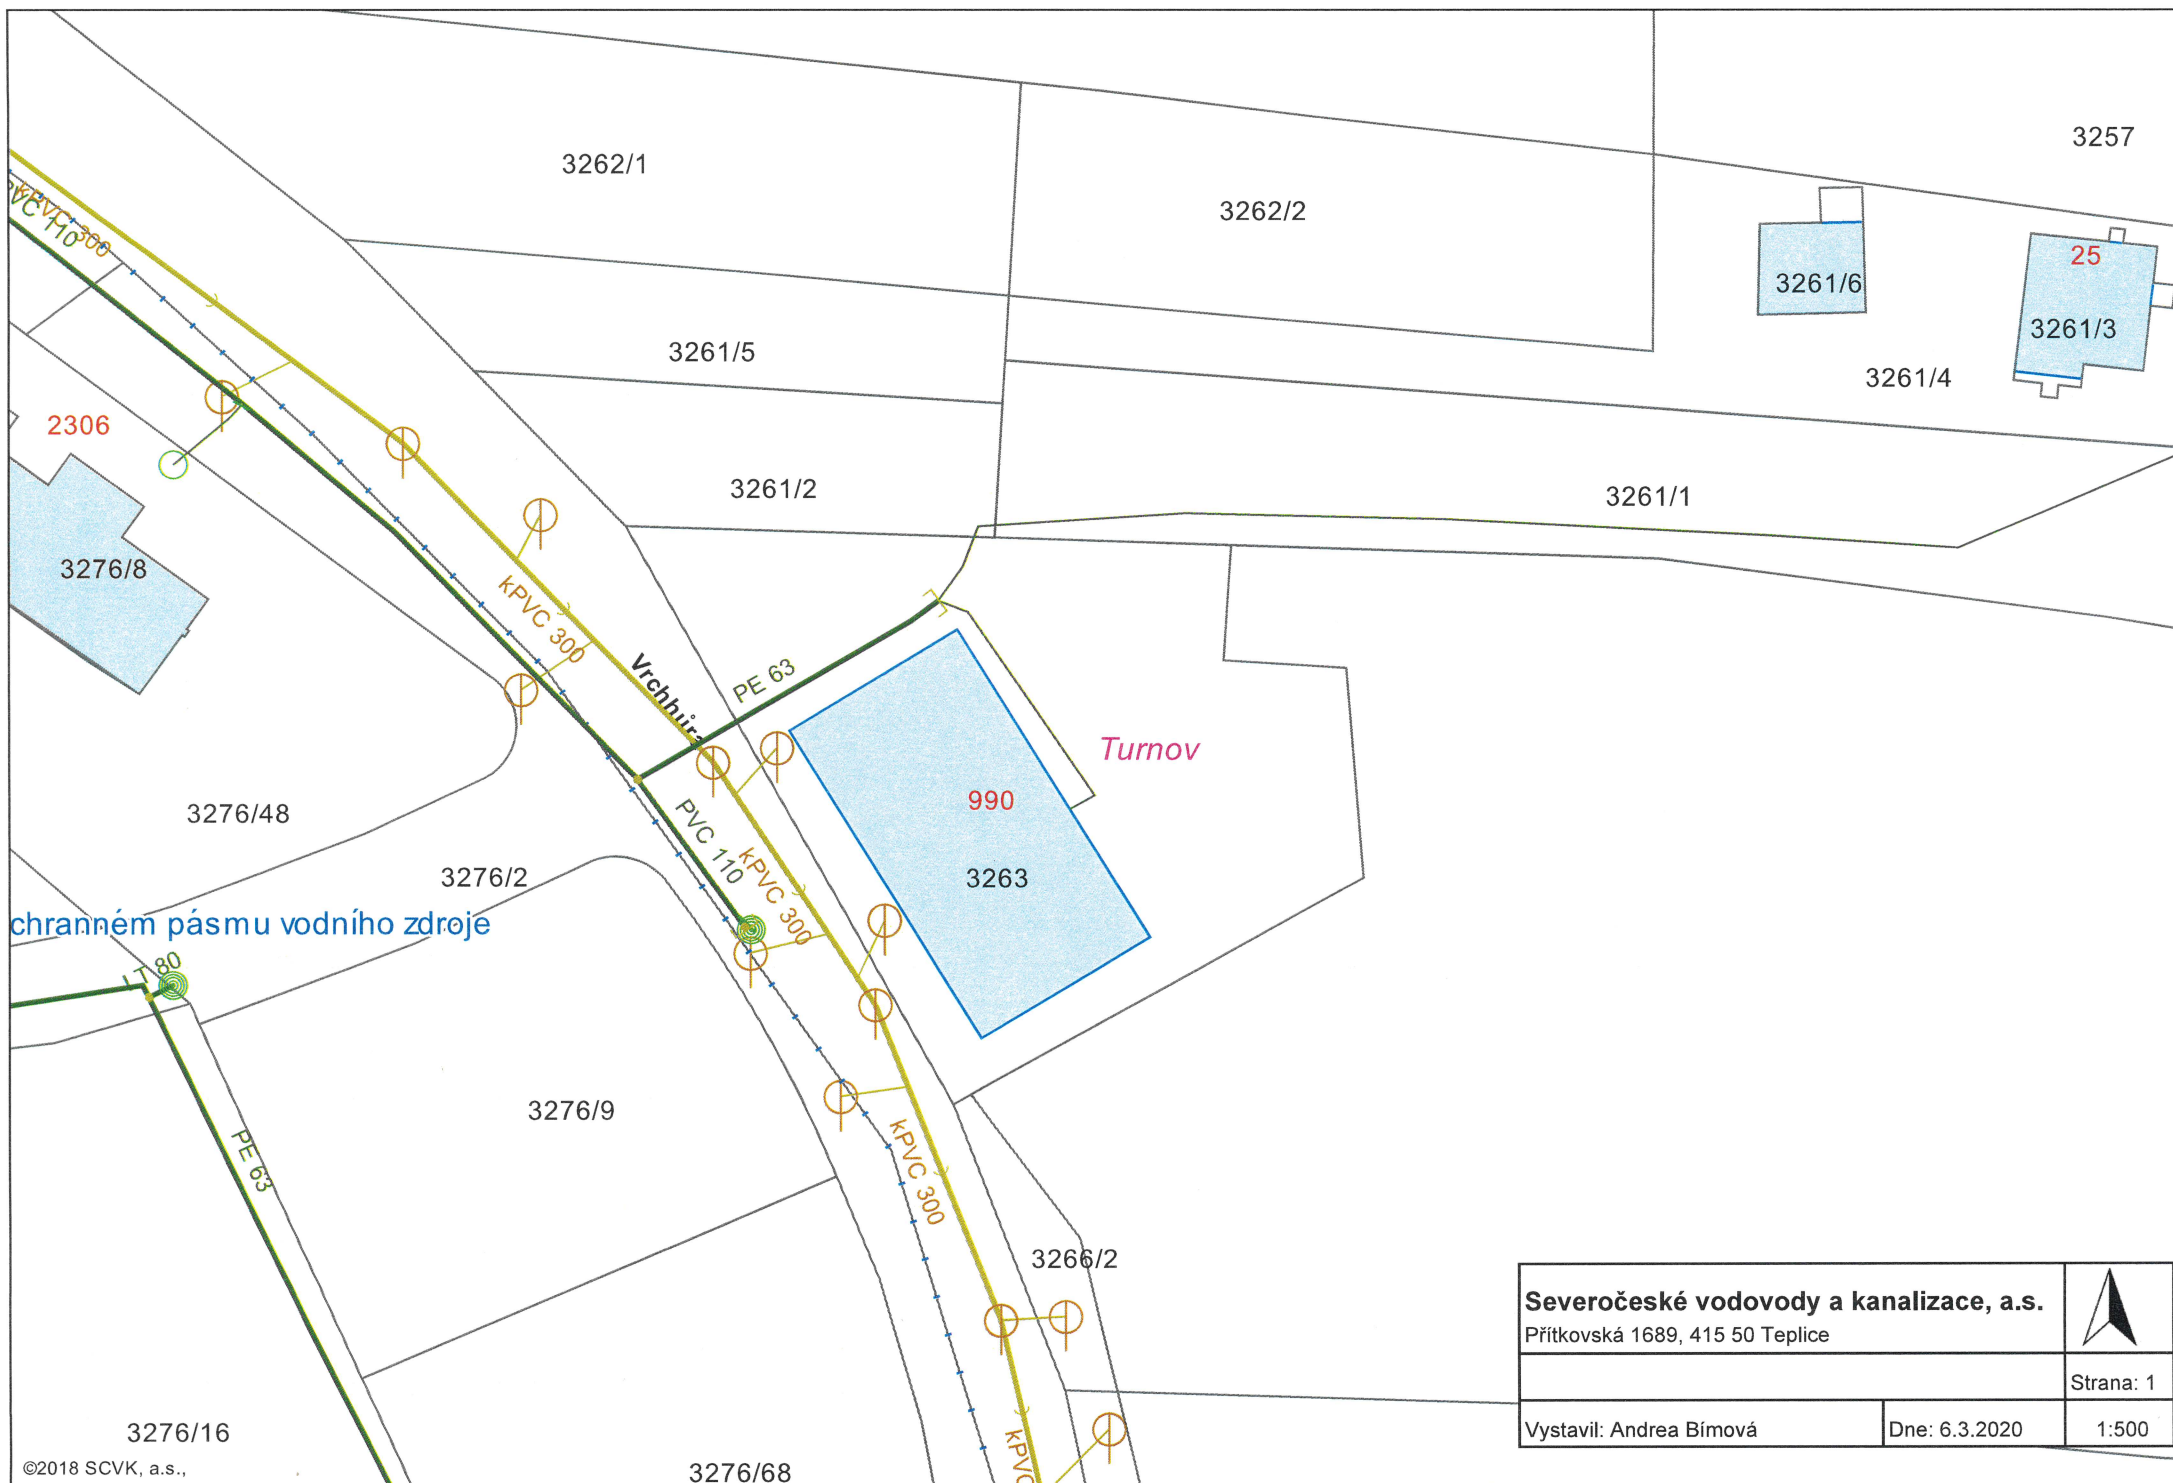 3257
3262/1
3262/2
kPVC 300
PVC 110
25
3261/6
3261/3
3261/5
3261/4
2306
3261/2
3261/1
3276/8
kPVC 300
Vrchhůra
PE 63
Turnov
990
3276/48
PVC 110
kPVC 300
3276/2
3263
chranném pásmu vodního zdroje
LT 80
3276/9
PE 63
kPVC 300
3266/2
Severočeské vodovody a kanalizace, a.s.
Přítkovská 1689, 415 50 Teplice
Strana: 1
Vystavil: Andrea Bímová
Dne: 6.3.2020
1:500
3276/16
kPVC
©2018 SCVK, a.s.,
3276/68